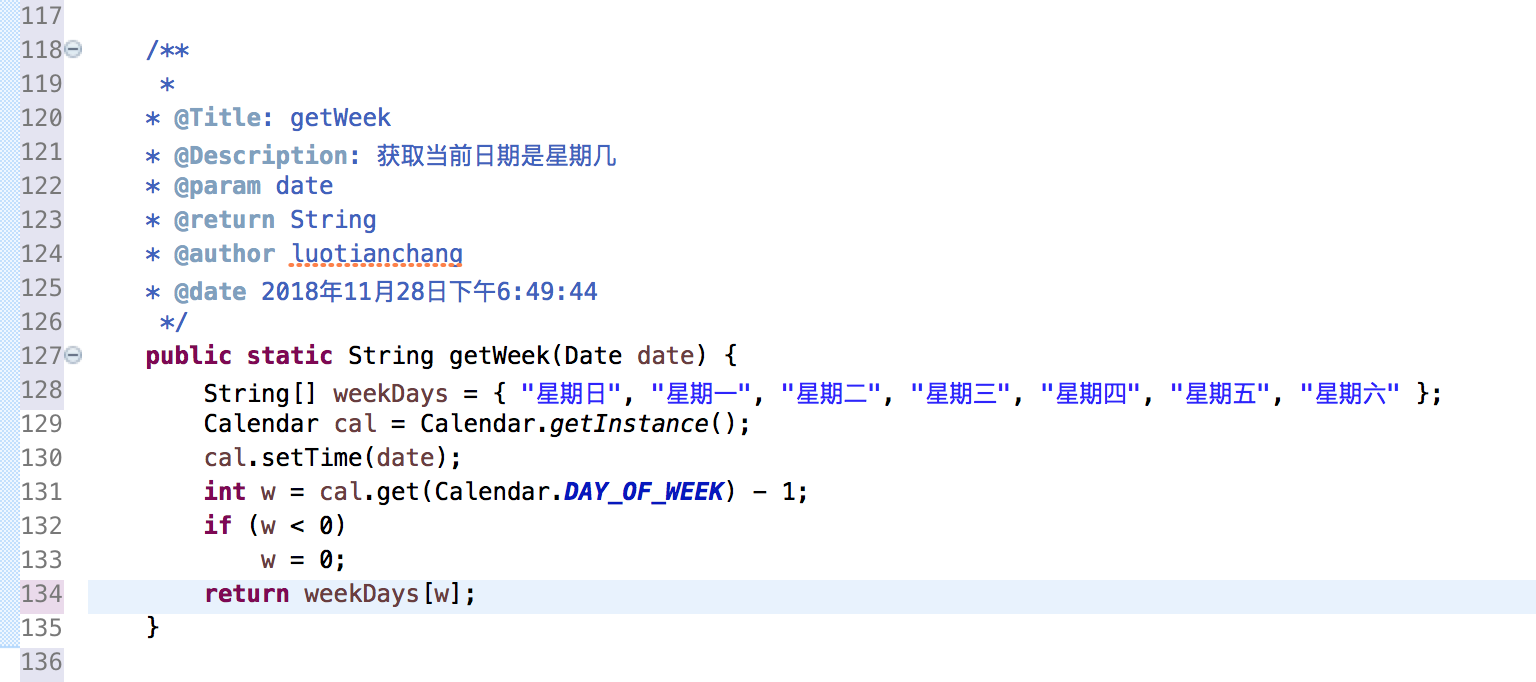 117
118 /**
119 *
120 * @Title: getWeek
121 * @Description: 获取当前日期是星期几
122 * @param date
123 * @return String
124 * @author luotianchang
125 * @date 2018年11月28日下午6:49:44
126 */
127 public static String getWeek(Date date) {
128 String[] weekDays = { "星期日", "星期一", "星期二", "星期三", "星期四", "星期五", "星期六" };
129 Calendar cal = Calendar.getInstance();
130 cal.setTime(date);
131 int w = cal.get(Calendar.DAY_OF_WEEK) - 1;
132 if (w < 0)
133 w = 0;
134 return weekDays[w];
135 }
136